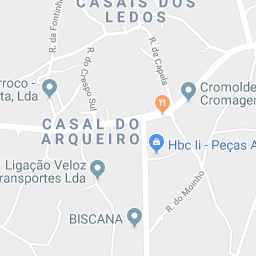 CASAIS DOS
LEDOS
R. da Fontinha
R. do Crespo Sul
R. da Capela
rroco -
ta, Lda
Cromolde
Cromagem
CASAL DO
ARQUEIRO
Hbc Ii - Peças A
Ligação Veloz
ransportes Lda
R. do Moinho
BISCANA